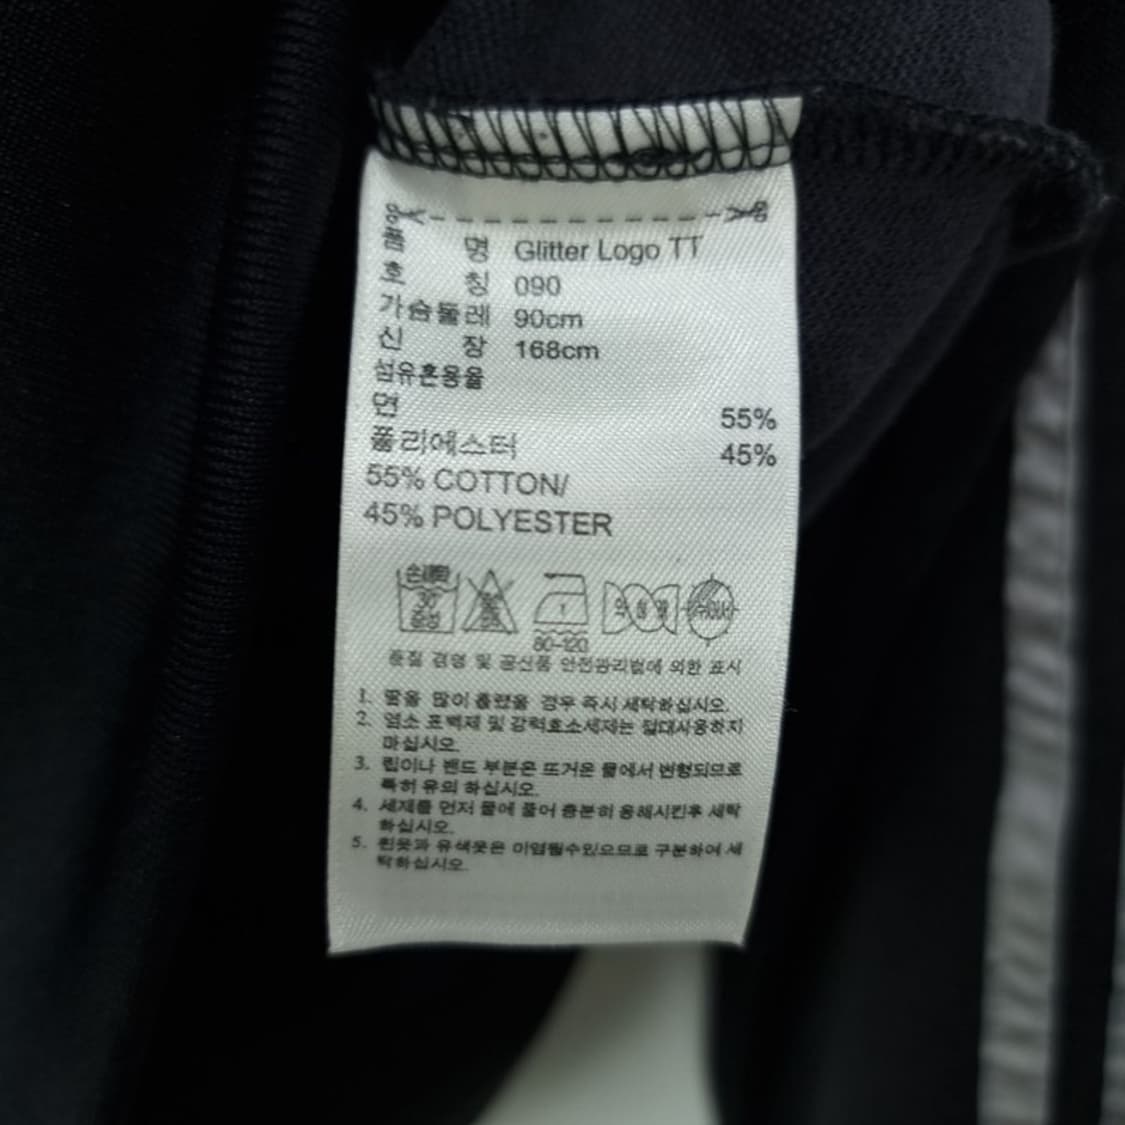 품 명 Glitter Logo TT
호 칭 090
가슴둘레 90cm
신 장 168cm
섬유혼용율
면 55%
폴리에스터 45%
55% COTTON/
45% POLYESTER
손세탁
30
중성
80-120
품질 경영 및 공산품 안전관리법에 의한 표시
1. 땀을 많이 흘렸을 경우 즉시 세탁하십시오.
2. 염소 표백제 및 강력효소세제는 절대사용하지
마십시오.
3. 립이나 밴드 부분은 뜨거운 물에서 변형되므로
특히 유의 하십시오.
4. 세제를 먼저 물에 풀어 충분히 용해시킨후 세탁
하십시오.
5. 흰옷과 유색옷은 이염될수있으므로 구분하여 세
탁하십시오.